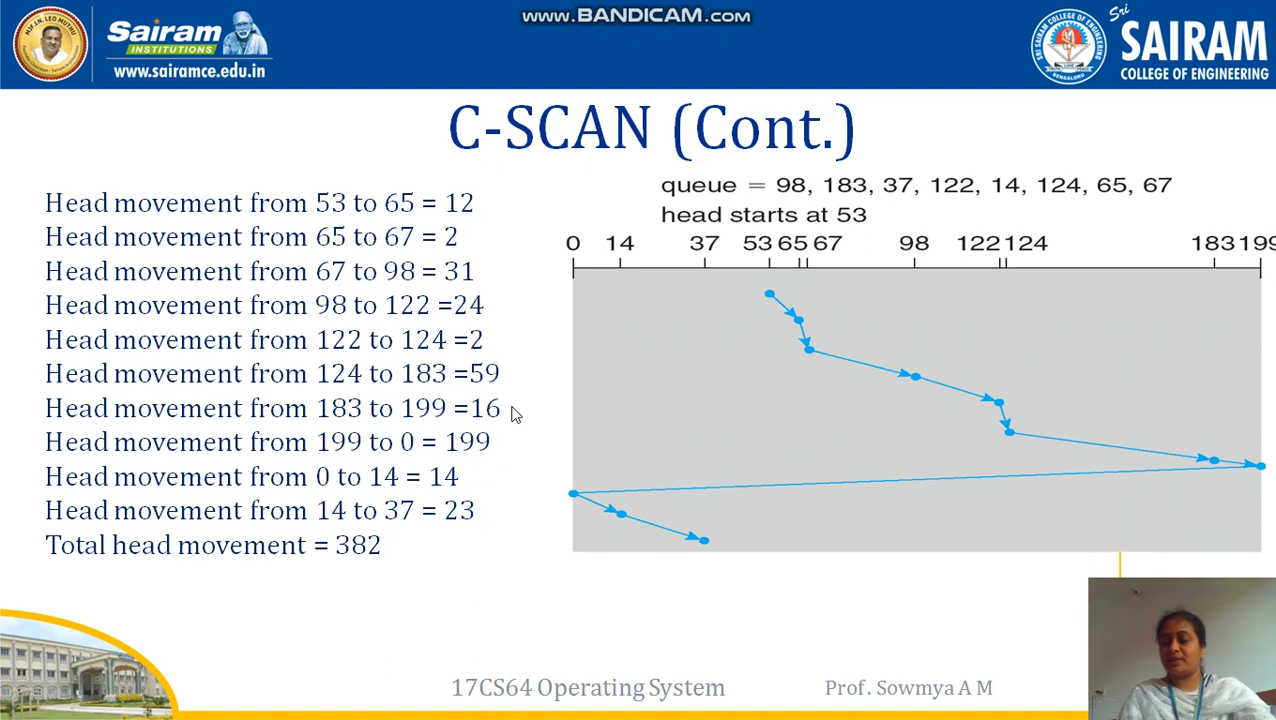 www.BANDICAM.com
MJF. LN. LEO MUTHU
Sairam
INSTITUTIONS
www.sairamce.edu.in
Sri
SAIRAM
COLLEGE OF ENGINEERING
C-SCAN (Cont.)
Head movement from 53 to 65 = 12
Head movement from 65 to 67 = 2
Head movement from 67 to 98 = 31
Head movement from 98 to 122 =24
Head movement from 122 to 124 =2
Head movement from 124 to 183 =59
Head movement from 183 to 199 =16
Head movement from 199 to 0 = 199
Head movement from 0 to 14 = 14
Head movement from 14 to 37 = 23
Total head movement = 382
queue = 98, 183, 37, 122, 14, 124, 65, 67
head starts at 53
0 14 37 53 65 67 98 122 124 183 199
17CS64 Operating System
Prof. Sowmya A M